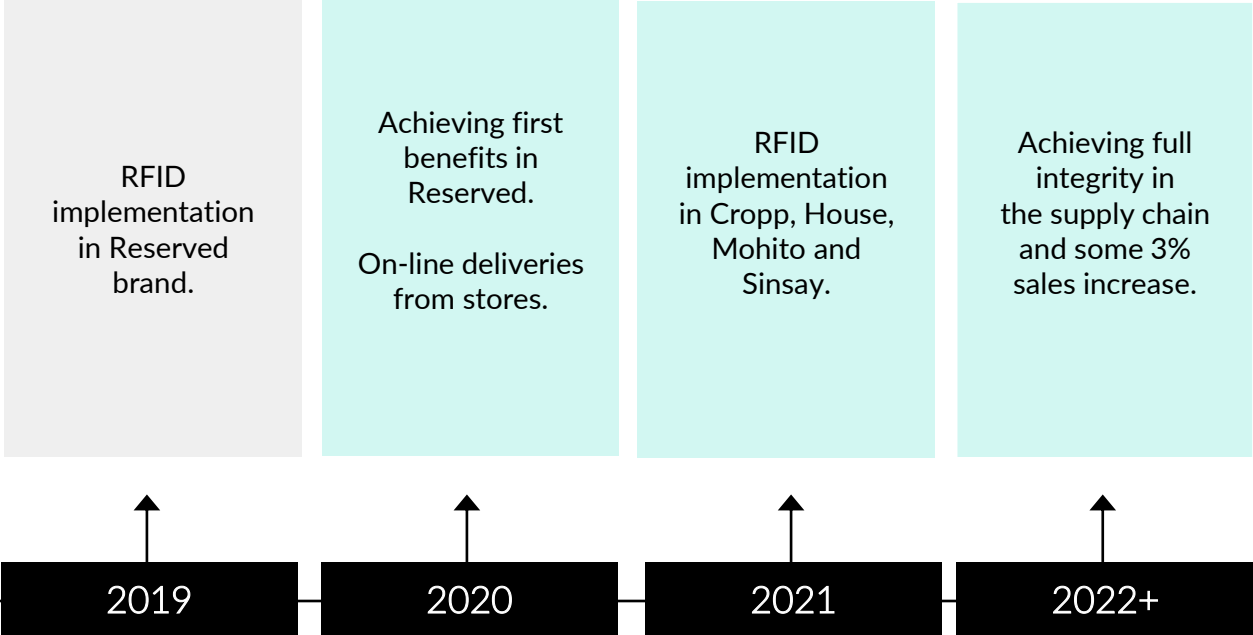 RFID
implementation
in Reserved
brand.
Achieving first
benefits in
Reserved.
On-line deliveries
from stores.
RFID
implementation
in Cropp, House,
Mohito and
Sinsay.
Achieving full
integrity in
the supply chain
and some 3%
sales increase.
2019
2020
2021
2022+